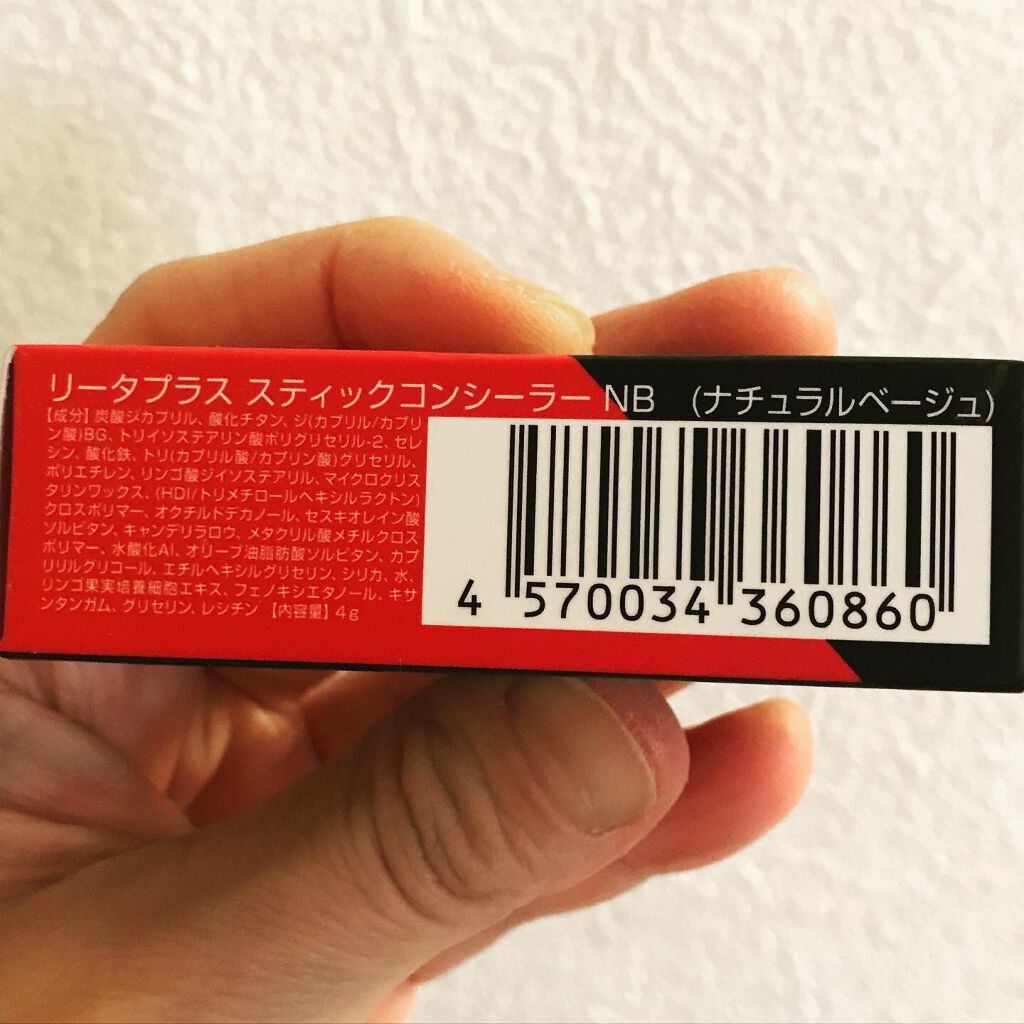 リータプラス スティックコンシーラー NB (ナチュラルベージュ)
【成分】炭酸ジカプリル、酸化チタン、ジ(カプリル/カプリ
ン酸)BG、トリイソステアリン酸ポリグリセリル-2、セレ
シン、酸化鉄、トリ(カプリル酸/カプリン酸)グリセリル、
ポリエチレン、リンゴ酸ジイソステアリル、マイクロクリス
タリンワックス、(HDI/トリメチロールヘキシルラクトン)
クロスポリマー、オクチルドデカノール、セスキオレイン酸
ソルビタン、キャンデリラロウ、メタクリル酸メチルクロス
ポリマー、水酸化Al、オリーブ油脂肪酸ソルビタン、カプ
リリルグリコール、エチルヘキシルグリセリン、シリカ、水、
リンゴ果実培養細胞エキス、フェノキシエタノール、キサ
ンタンガム、グリセリン、レシチン 【内容量】4g
4 570034 360860